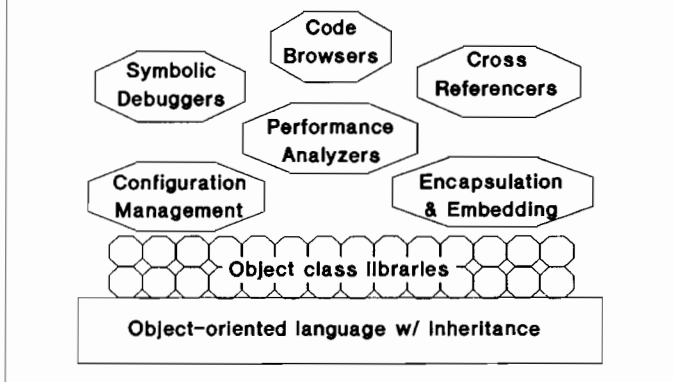 Code
Browsers
Symbolic
Debuggers
Cross
Referencers
Performance
Analyzers
Configuration
Management
Encapsulation
& Embedding
Object class libraries
Object-oriented language w/ inheritance